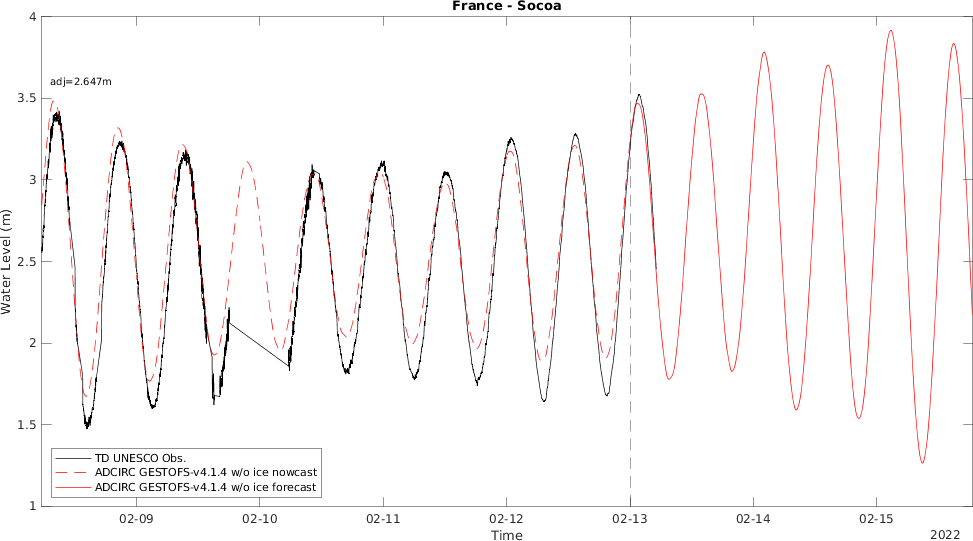 France - Socoa
adj=2.647m
4
3.5
3
2.5
2
1.5
1
Water Level (m)
TD UNESCO Obs.
ADCIRC GESTOFS-v4.1.4 w/o ice nowcast
ADCIRC GESTOFS-v4.1.4 w/o ice forecast
02-09 02-10 02-11 02-12 02-13 02-14 02-15
Time
2022